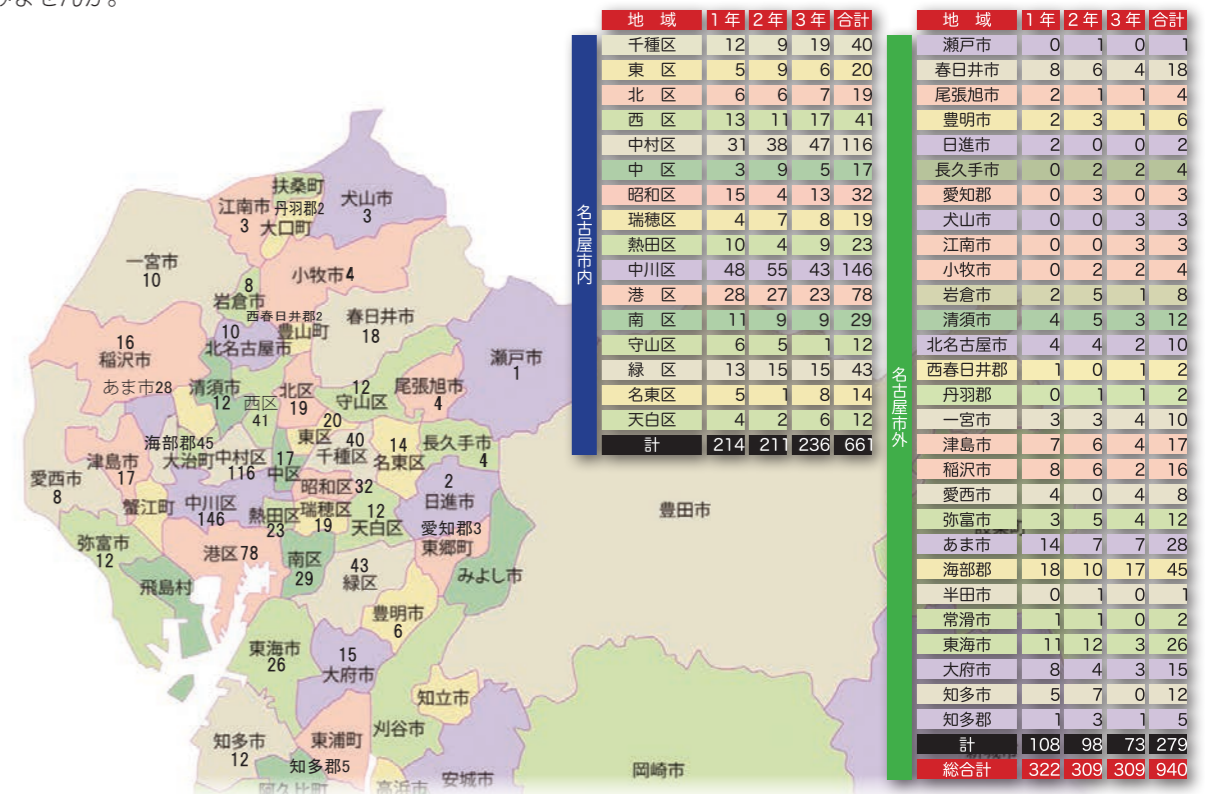 のませんか。
地　域 1年 2年 3年 合計
名古屋市内
千種区 12 9 19 40
東　区 5 9 6 20
北　区 6 6 7 19
西　区 13 11 17 41
中村区 31 38 47 116
中　区 3 9 5 17
昭和区 15 4 13 32
瑞穂区 4 7 8 19
熱田区 10 4 9 23
中川区 48 55 43 146
港　区 28 27 23 78
南　区 11 9 9 29
守山区 6 5 1 12
緑　区 13 15 15 43
名東区 5 1 8 14
天白区 4 2 6 12
計 214 211 236 661
地　域 1年 2年 3年 合計
名古屋市外
瀬戸市 0 1 0 1
春日井市 8 6 4 18
尾張旭市 2 1 1 4
豊明市 2 3 1 6
日進市 2 0 0 2
長久手市 0 2 2 4
愛知郡 0 3 0 3
犬山市 0 0 3 3
江南市 0 0 3 3
小牧市 0 2 2 4
岩倉市 2 5 1 8
清須市 4 5 3 12
北名古屋市 4 4 2 10
西春日井郡 1 0 1 2
丹羽郡 0 1 1 2
一宮市 3 3 4 10
津島市 7 6 4 17
稲沢市 8 6 2 16
愛西市 4 0 4 8
弥富市 3 5 4 12
あま市 14 7 7 28
海部郡 18 10 17 45
半田市 0 1 0 1
常滑市 1 1 0 2
東海市 11 12 3 26
大府市 8 4 3 15
知多市 5 7 0 12
知多郡 1 3 1 5
計 108 98 73 279
総合計 322 309 309 940
扶桑町
犬山市
3
江南市
3
丹羽郡2
大口町
一宮市
10
小牧市4
8
岩倉市
西春日井郡2
豊山町
春日井市
18
10
北名古屋市
16
稲沢市
瀬戸市
1
あま市28
清須市
12
西区
41
北区
19
12
守山区
尾張旭市
4
20
東区
40
千種区
14
名東区
長久手市
4
海部郡45
大治町
中村区
116
17
中区
津島市
17
愛西市
8
昭和区32
2
日進市
蟹江町
中川区
146
熱田区
23
瑞穂区
19
12
天白区
愛知郡3
東郷町
豊田市
弥富市
12
港区78
南区
29
43
緑区
みよし市
飛島村
豊明市
6
東海市
26
15
大府市
知立市
刈谷市
知多市
12
東浦町
知多郡5
阿久比町
高浜市
安城市
岡崎市